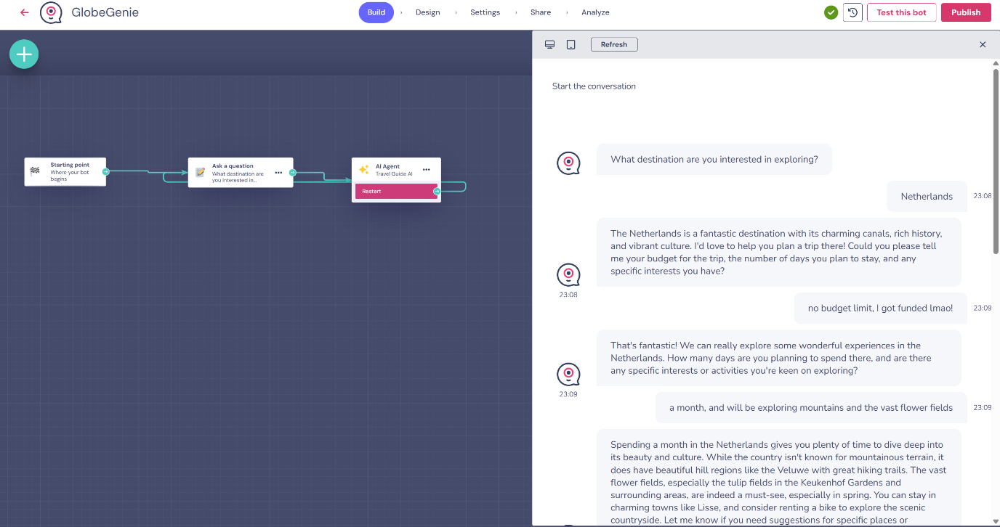 GlobeGenie
Build
Design
Settings
Share
Analyze
Test this bot
Publish
Refresh
Starting point
Where your bot
begins
Ask a question
What destination are
you interested in...
AI Agent
Travel Guide AI
Restart
Start the conversation
What destination are you interested in exploring?
Netherlands
23:08
The Netherlands is a fantastic destination with its charming canals, rich history,
and vibrant culture. I'd love to help you plan a trip there! Could you please tell
me your budget for the trip, the number of days you plan to stay, and any
specific interests you have?
23:08
no budget limit, I got funded lmao!
23:09
That's fantastic! We can really explore some wonderful experiences in the
Netherlands. How many days are you planning to spend there, and are there
any specific interests or activities you're keen on exploring?
23:09
a month, and will be exploring mountains and the vast flower fields
23:09
Spending a month in the Netherlands gives you plenty of time to dive deep into
its beauty and culture. While the country isn't known for mountainous terrain, it
does have beautiful hill regions like the Veluwe with great hiking trails. The vast
flower fields, especially the tulip fields in the Keukenhof Gardens and
surrounding areas, are indeed a must-see, especially in spring. You can stay in
charming towns like Lisse, and consider renting a bike to explore the scenic
countryside. Let me know if you need suggestions for specific places or